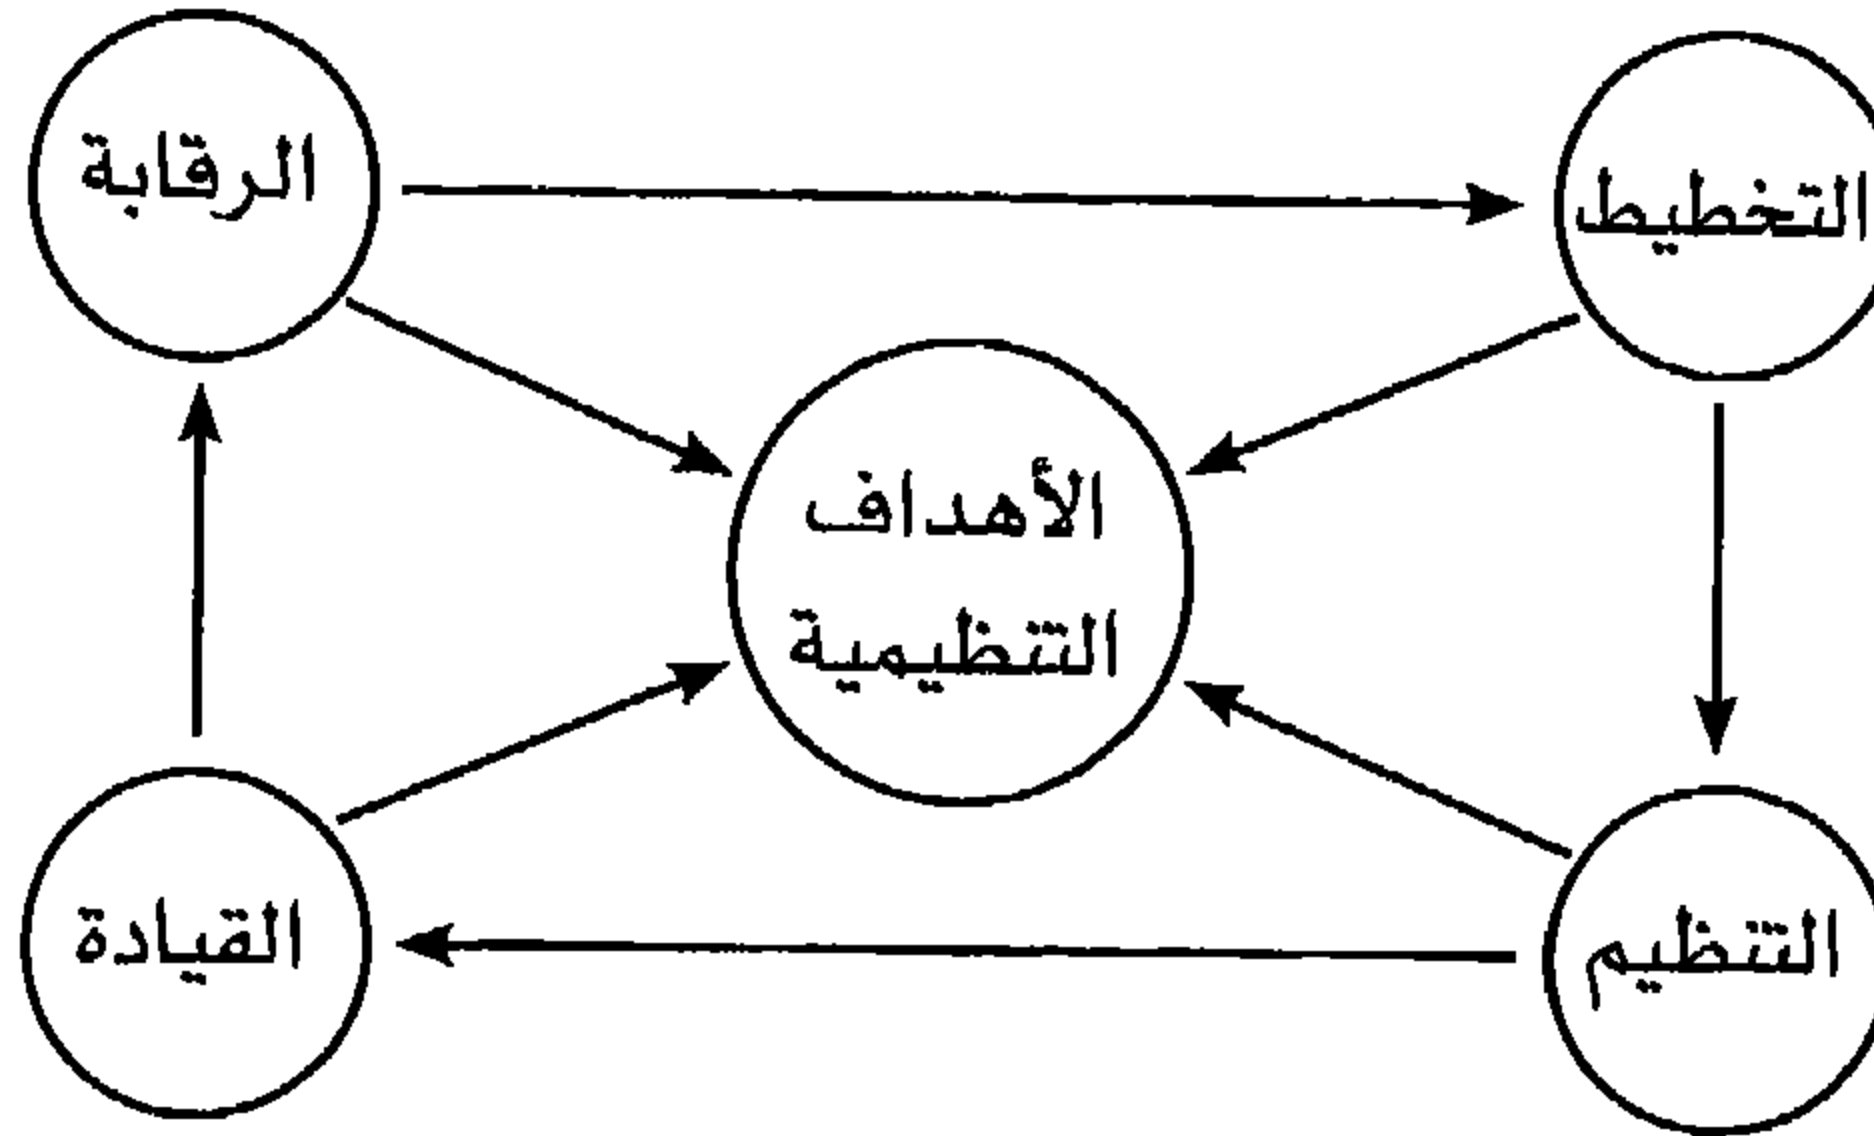 التخطيط
الرقابة
الأهداف
التنظيمية
التنظيم
القيادة